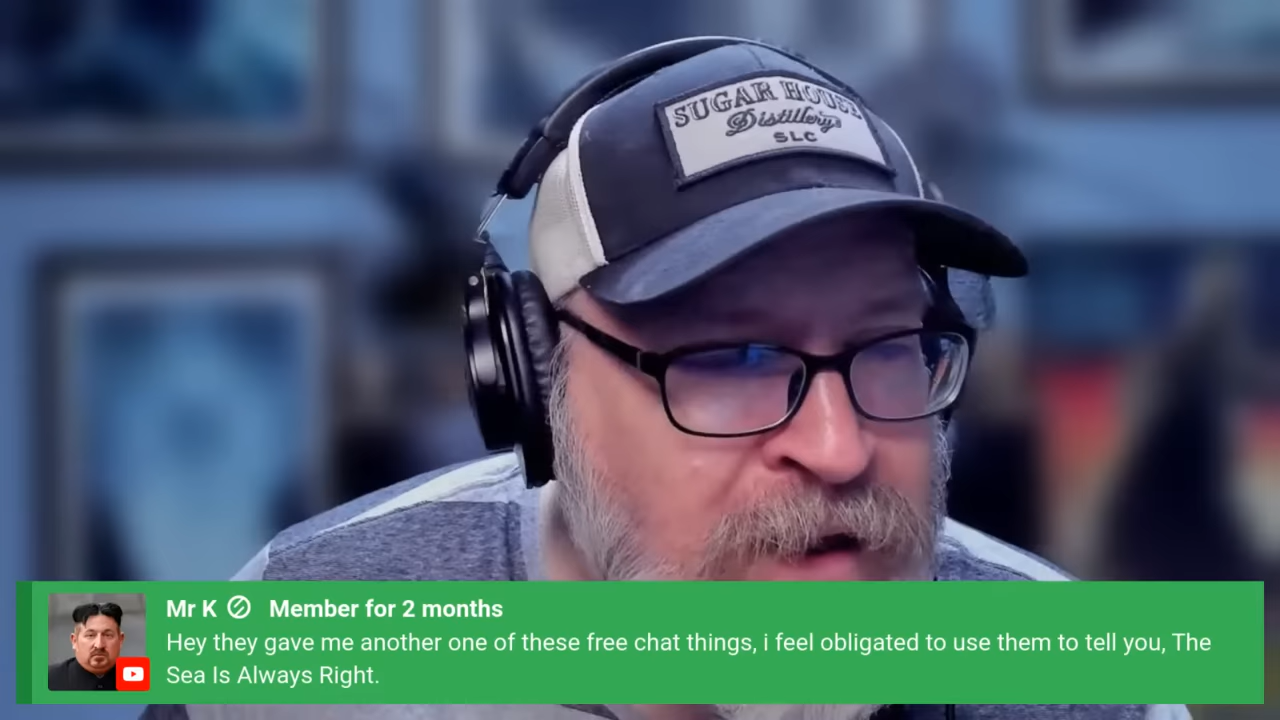 SUGAR HOUSE
Distillery
SLC
Mr K Member for 2 months
Hey they gave me another one of these free chat things, i feel obligated to use them to tell you, The
Sea Is Always Right.